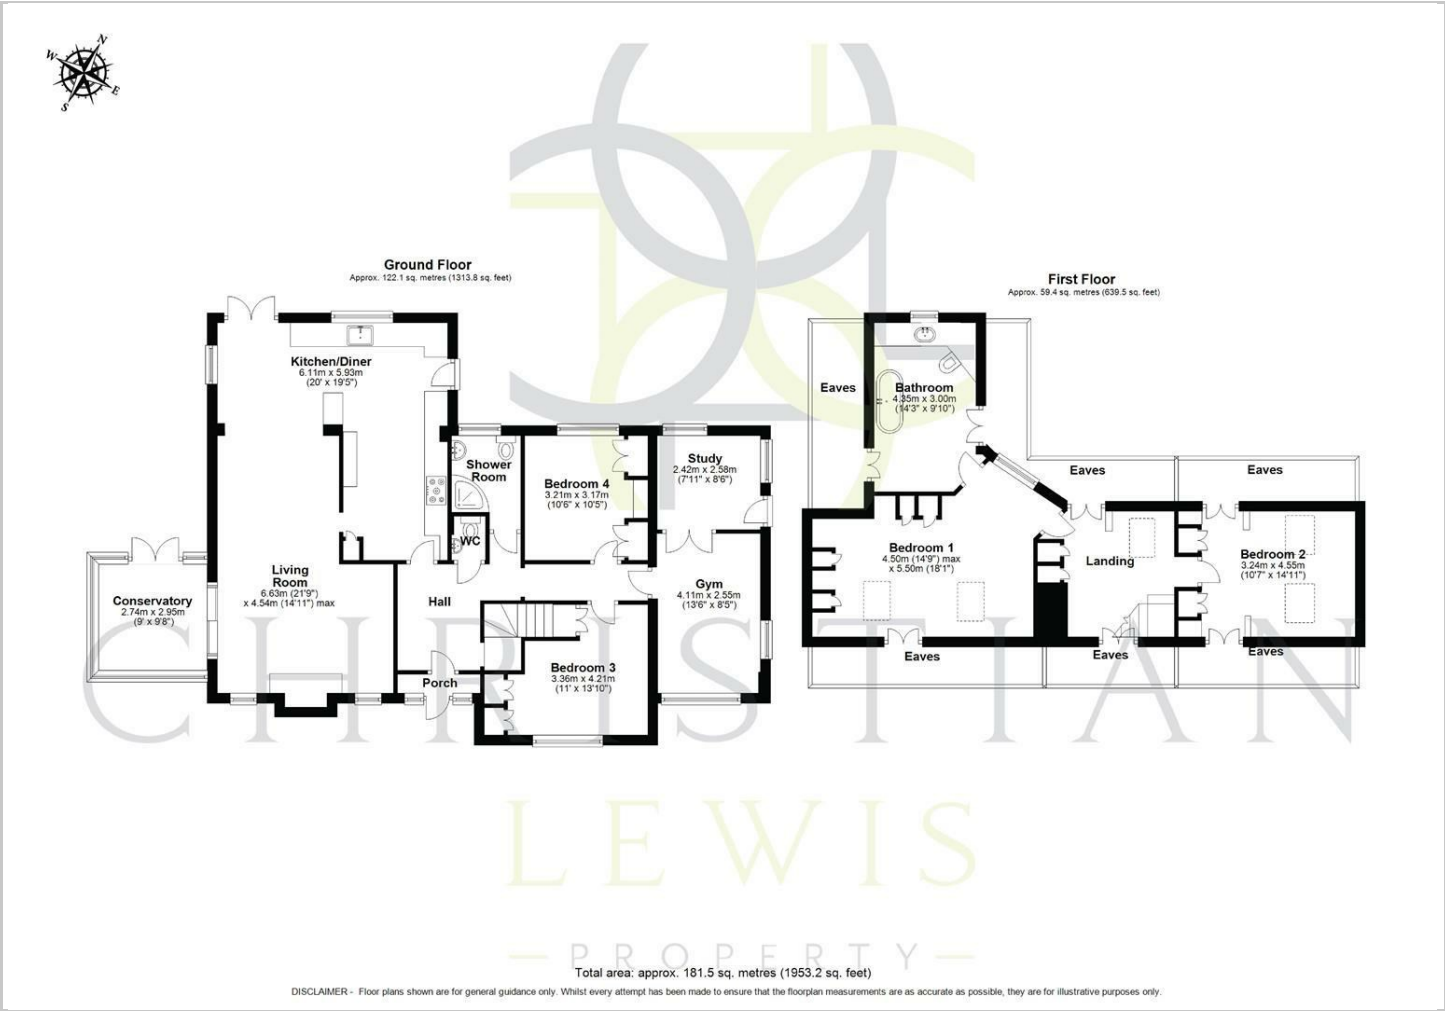 N
W
E
S
Ground Floor
Approx. 122.1 sq. metres (1313.8 sq. feet)
Kitchen/Diner
6.11m x 5.93m
(20' x 19'5")
Shower
Room
WC
Bedroom 4
3.21m x 3.17m
(10'6" x 10'5")
Study
2.42m x 2.58m
(7'11" x 8'6")
Living
Room
6.63m (21'9")
x 4.54m (14'11") max
Conservatory
2.74m x 2.95m
(9' x 9'8")
Hall
Gym
4.11m x 2.55m
(13'6" x 8'5")
Bedroom 3
3.36m x 4.21m
(11' x 13'10")
Porch
First Floor
Approx. 59.4 sq. metres (639.5 sq. feet)
Eaves
Bathroom
4.35m x 3.00m
(14'3" x 9'10")
Eaves
Eaves
Bedroom 1
4.50m (14'9") max
x 5.50m (18'1")
Landing
Bedroom 2
3.24m x 4.55m
(10'7" x 14'11")
Eaves
Eaves
Eaves
CHRISTIAN
LEWIS
PROPERTY
Total area: approx. 181.5 sq. metres (1953.2 sq. feet)
DISCLAIMER - Floor plans shown are for general guidance only. Whilst every attempt has been made to ensure that the floorplan measurements are as accurate as possible, they are for illustrative purposes only.